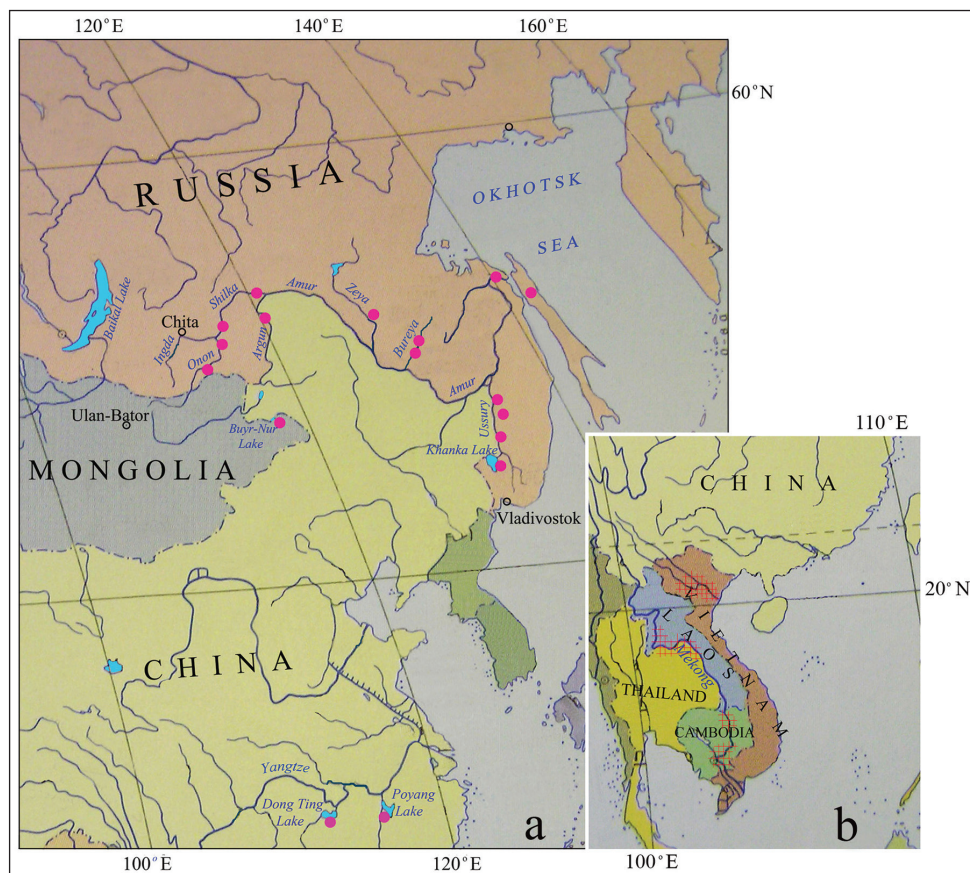 120°E
140°E
160°E
60°N
RUSSIA
OKHOTSK
SEA
Baikal Lake
Chita
Ingda
Shilka
Onon
Argun
Amur
Zeya
Bureya
Amur
Ussury
Ulan-Bator
Buyr-Nur
Lake
Khanka Lake
MONGOLIA
Vladivostok
CHINA
Yangtze
Dong Ting
Lake
Poyang
Lake
a
100°E
120°E
110°E
CHINA
20°N
VIETNAM
LAOS
Mekong
THAILAND
CAMBODIA
b
100°E